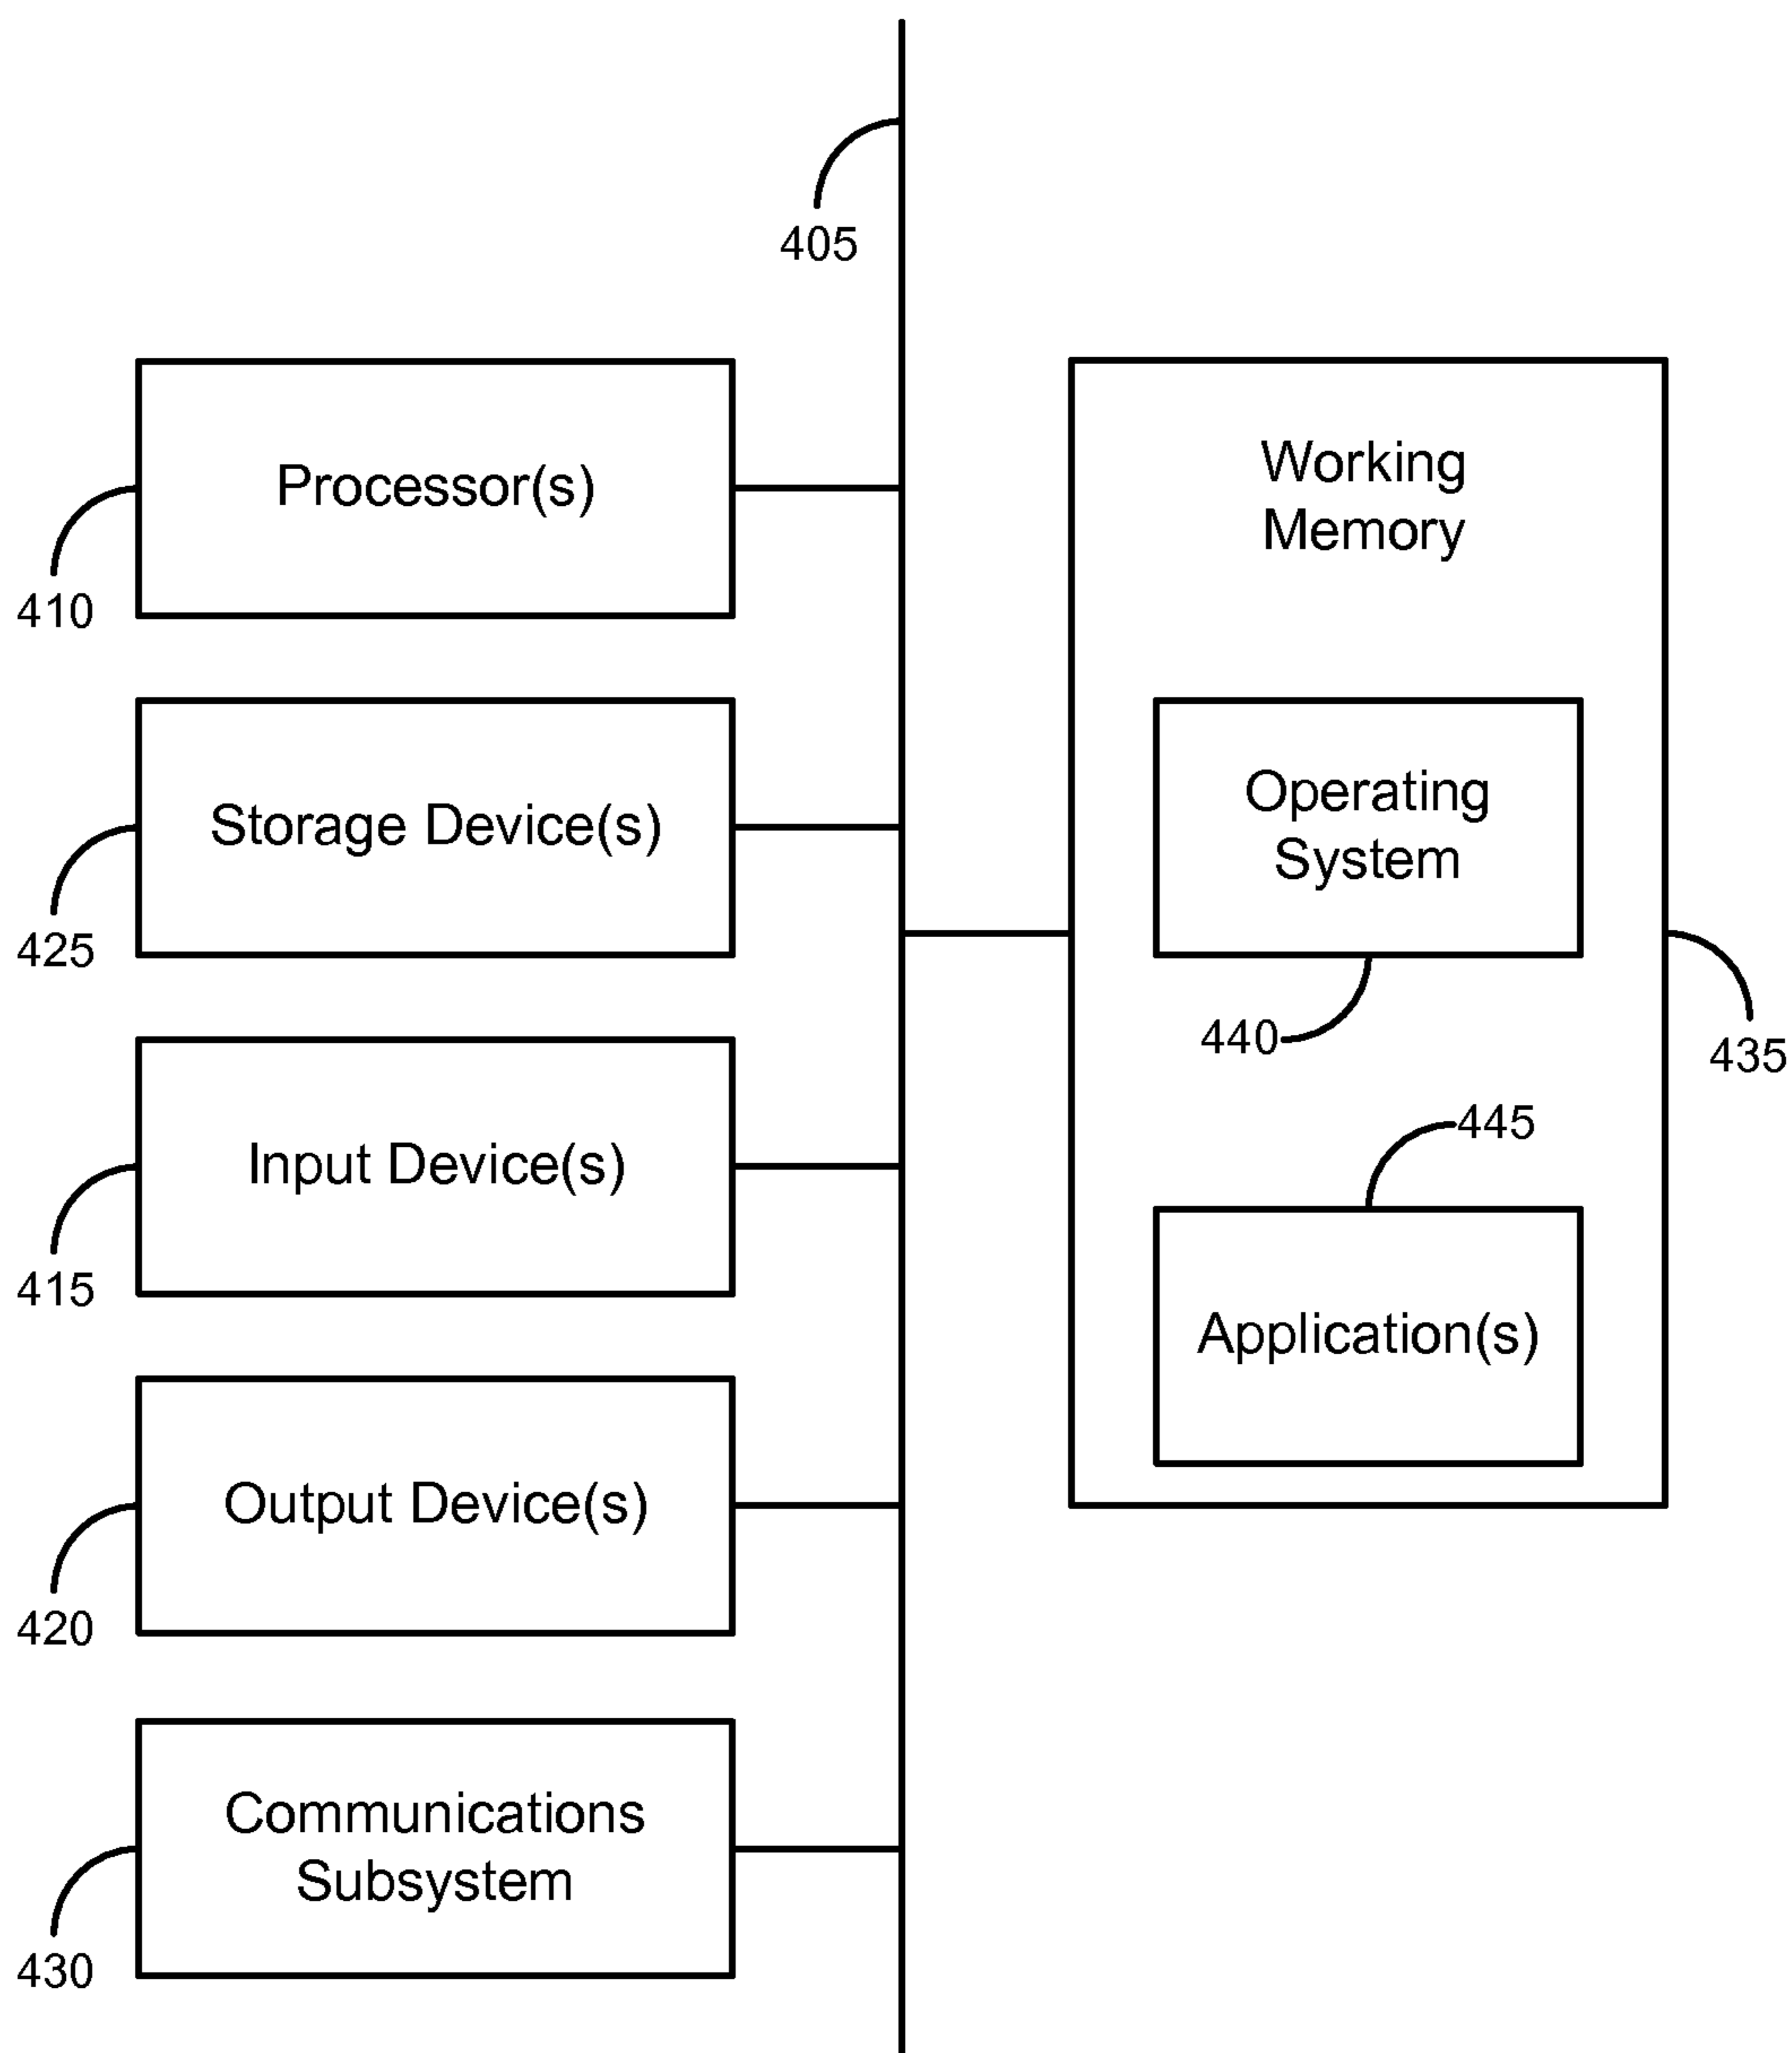 405
Processor(s)
410
Storage Device(s)
425
Input Device(s)
415
Output Device(s)
420
Communications
Subsystem
430
Working
Memory
Operating
System
440
435
445
Application(s)